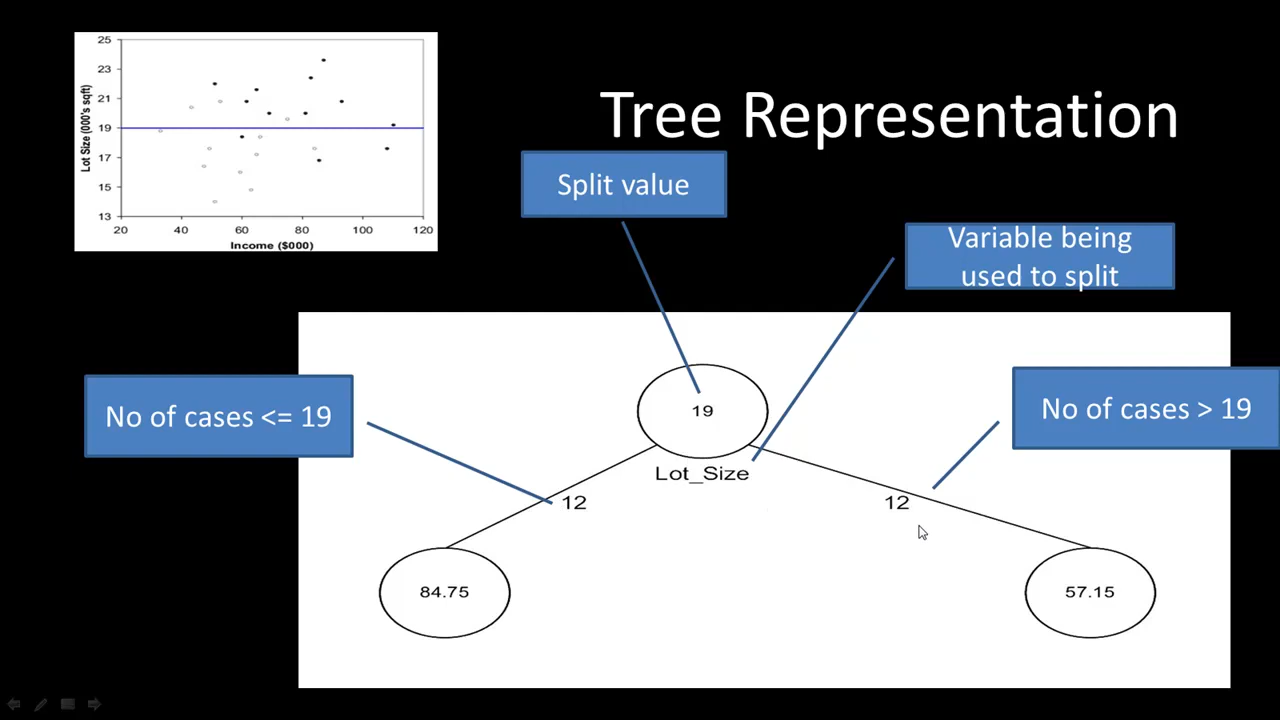 Tree Representation
25
23
21
19
17
15
13
Lot Size (000's sqft)
20 40 60 80 100 120
Income ($000)
Split value
Variable being
used to split
No of cases <= 19
No of cases > 19
19
Lot_Size
12
12
84.75
57.15